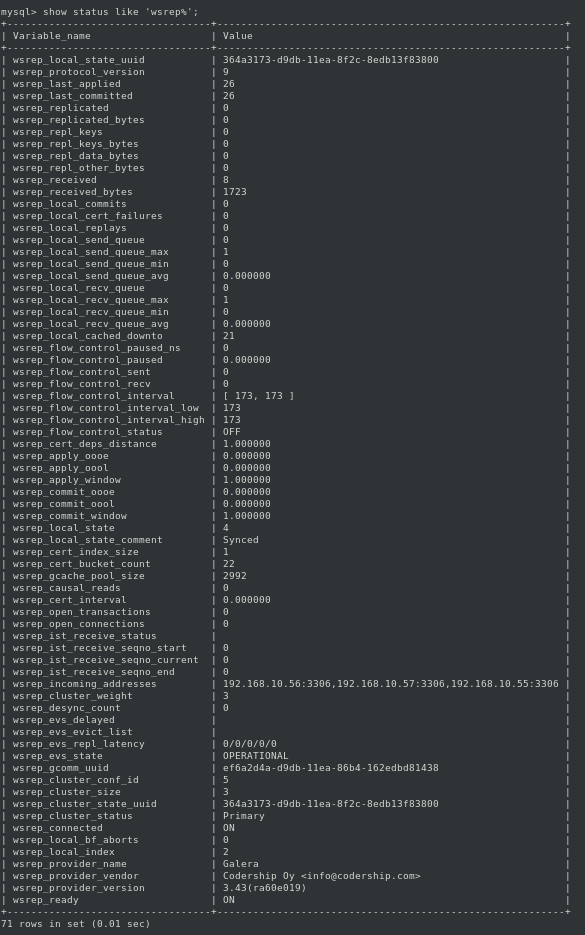 mysql> show status like 'wsrep%';
+----------------------------------+----------------------------------------------------------+
| Variable_name                    | Value                                                    |
+----------------------------------+----------------------------------------------------------+
| wsrep_local_state_uuid           | 364a3173-d9db-11ea-8f2c-8edb13f83800                     |
| wsrep_protocol_version           | 9                                                        |
| wsrep_last_applied               | 26                                                       |
| wsrep_last_committed             | 26                                                       |
| wsrep_replicated                 | 0                                                        |
| wsrep_replicated_bytes           | 0                                                        |
| wsrep_repl_keys                  | 0                                                        |
| wsrep_repl_keys_bytes            | 0                                                        |
| wsrep_repl_data_bytes            | 0                                                        |
| wsrep_repl_other_bytes           | 0                                                        |
| wsrep_received                   | 8                                                        |
| wsrep_received_bytes             | 1723                                                     |
| wsrep_local_commits              | 0                                                        |
| wsrep_local_cert_failures        | 0                                                        |
| wsrep_local_replays              | 0                                                        |
| wsrep_local_send_queue           | 0                                                        |
| wsrep_local_send_queue_max       | 1                                                        |
| wsrep_local_send_queue_min       | 0                                                        |
| wsrep_local_send_queue_avg       | 0.000000                                                 |
| wsrep_local_recv_queue           | 0                                                        |
| wsrep_local_recv_queue_max       | 1                                                        |
| wsrep_local_recv_queue_min       | 0                                                        |
| wsrep_local_recv_queue_avg       | 0.000000                                                 |
| wsrep_local_cached_downto        | 21                                                       |
| wsrep_flow_control_paused_ns     | 0                                                        |
| wsrep_flow_control_paused        | 0.000000                                                 |
| wsrep_flow_control_sent          | 0                                                        |
| wsrep_flow_control_recv          | 0                                                        |
| wsrep_flow_control_interval      | [ 173, 173 ]                                             |
| wsrep_flow_control_interval_low  | 173                                                      |
| wsrep_flow_control_interval_high | 173                                                      |
| wsrep_flow_control_status        | OFF                                                      |
| wsrep_cert_deps_distance         | 1.000000                                                 |
| wsrep_apply_oooe                 | 0.000000                                                 |
| wsrep_apply_oool                 | 0.000000                                                 |
| wsrep_apply_window               | 1.000000                                                 |
| wsrep_commit_oooe                | 0.000000                                                 |
| wsrep_commit_oool                | 0.000000                                                 |
| wsrep_commit_window              | 1.000000                                                 |
| wsrep_local_state                | 4                                                        |
| wsrep_local_state_comment        | Synced                                                   |
| wsrep_cert_index_size            | 1                                                        |
| wsrep_cert_bucket_count          | 22                                                       |
| wsrep_gcache_pool_size           | 2992                                                     |
| wsrep_causal_reads               | 0                                                        |
| wsrep_cert_interval              | 0.000000                                                 |
| wsrep_open_transactions          | 0                                                        |
| wsrep_open_connections           | 0                                                        |
| wsrep_ist_receive_status         |                                                          |
| wsrep_ist_receive_seqno_start    | 0                                                        |
| wsrep_ist_receive_seqno_current  | 0                                                        |
| wsrep_ist_receive_seqno_end      | 0                                                        |
| wsrep_incoming_addresses         | 192.168.10.56:3306,192.168.10.57:3306,192.168.10.55:3306 |
| wsrep_cluster_weight             | 3                                                        |
| wsrep_desync_count               | 0                                                        |
| wsrep_evs_delayed                |                                                          |
| wsrep_evs_evict_list             |                                                          |
| wsrep_evs_repl_latency           | 0/0/0/0/0                                                |
| wsrep_evs_state                  | OPERATIONAL                                              |
| wsrep_gcomm_uuid                 | ef6a2d4a-d9db-11ea-86b4-162edbd81438                     |
| wsrep_cluster_conf_id            | 5                                                        |
| wsrep_cluster_size               | 3                                                        |
| wsrep_cluster_state_uuid         | 364a3173-d9db-11ea-8f2c-8edb13f83800                     |
| wsrep_cluster_status             | Primary                                                  |
| wsrep_connected                  | ON                                                       |
| wsrep_local_bf_aborts            | 0                                                        |
| wsrep_local_index                | 2                                                        |
| wsrep_provider_name              | Galera                                                   |
| wsrep_provider_vendor            | Codership Oy <info@codership.com>                        |
| wsrep_provider_version           | 3.43(ra60e019)                                           |
| wsrep_ready                      | ON                                                       |
+----------------------------------+----------------------------------------------------------+
71 rows in set (0.01 sec)